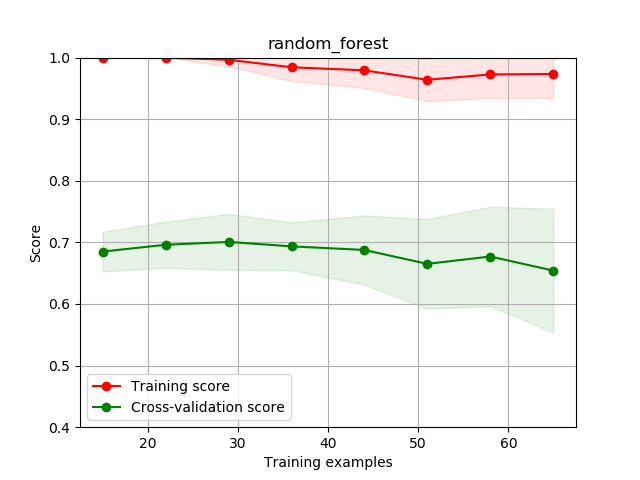 random_forest
1.0
0.9
0.8
0.7
0.6
0.5
0.4
Score
Training score
Cross-validation score
20 30 40 50 60
Training examples